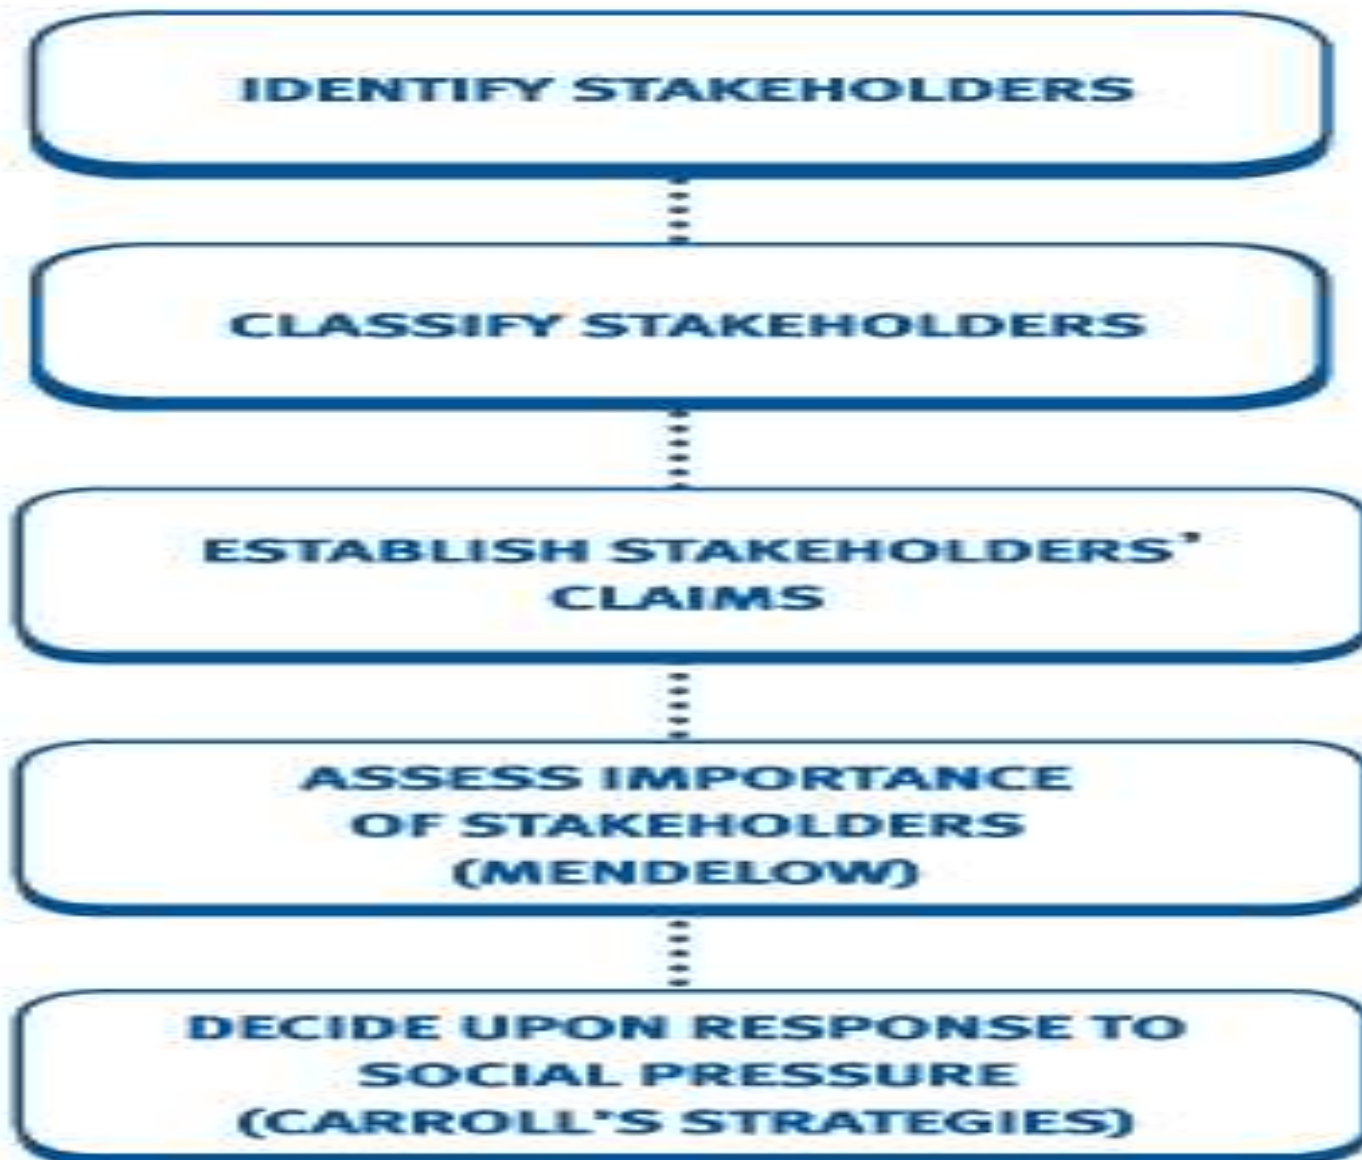 IDENTIFY STAKEHOLDERS
CLASSIFY STAKEHOLDERS
ESTABLISH STAKEHOLDERS'
CLAIMS
ASSESS IMPORTANCE
OF STAKEHOLDERS
(MENDELOW)
DECIDE UPON RESPONSE TO
SOCIAL PRESSURE
(CARROLL'S STRATEGIES)